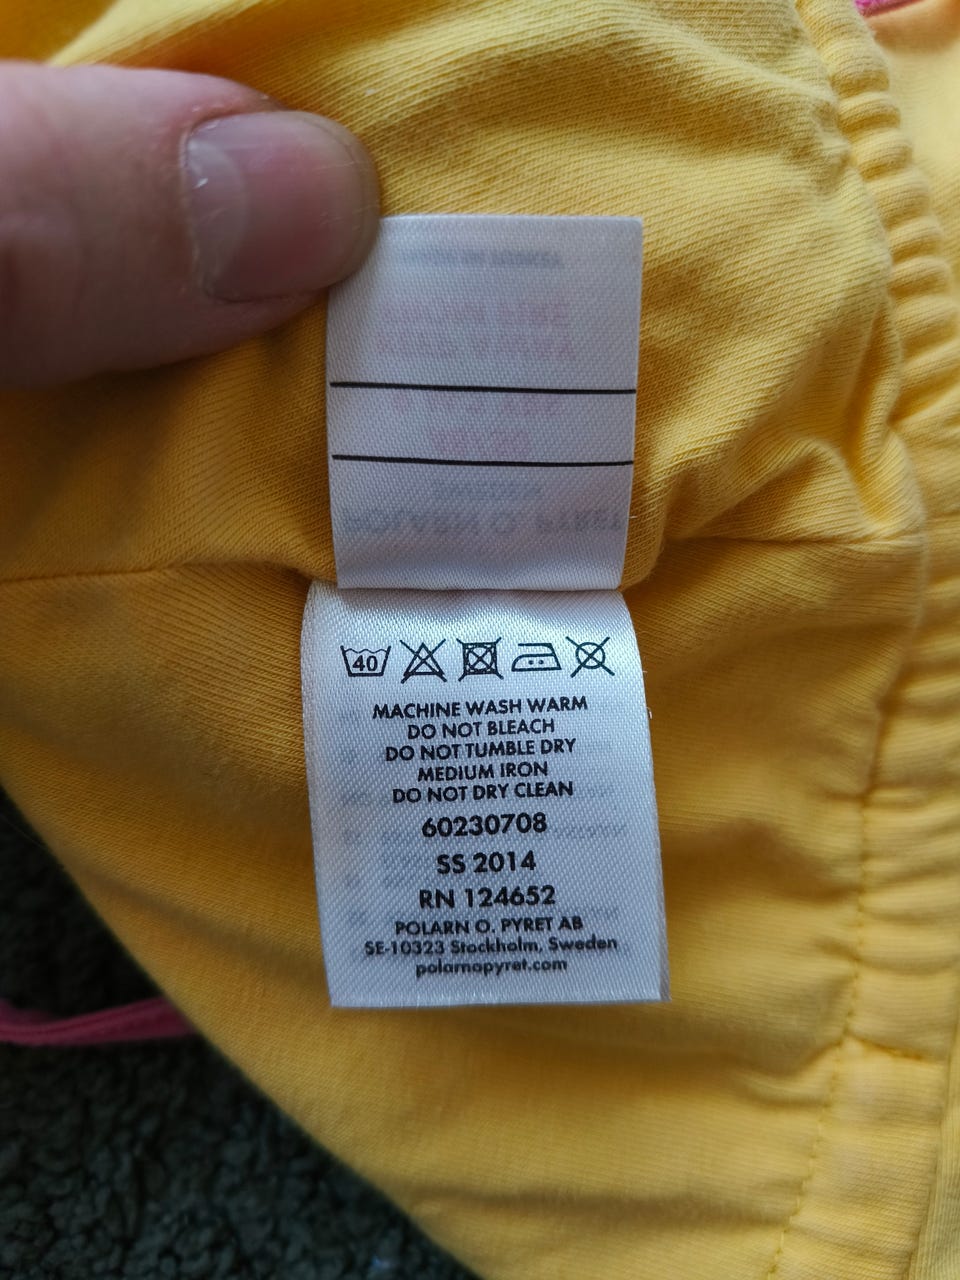 40
MACHINE WASH WARM
DO NOT BLEACH
DO NOT TUMBLE DRY
MEDIUM IRON
DO NOT DRY CLEAN
60230708
SS 2014
RN 124652
POLARN O. PYRET AB
SE-10323 Stockholm, Sweden
polarnopyret.com